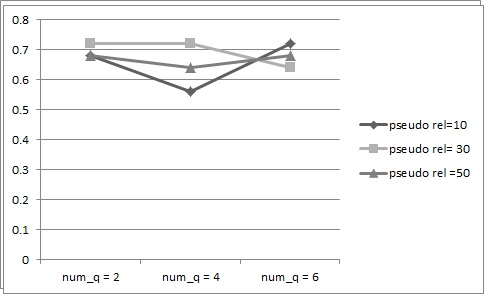 0.8
0.7
0.6
0.5
0.4
0.3
0.2
0.1
0
num_q = 2 num_q = 4 num_q = 6
pseudo rel=10
pseudo rel= 30
pseudo rel =50